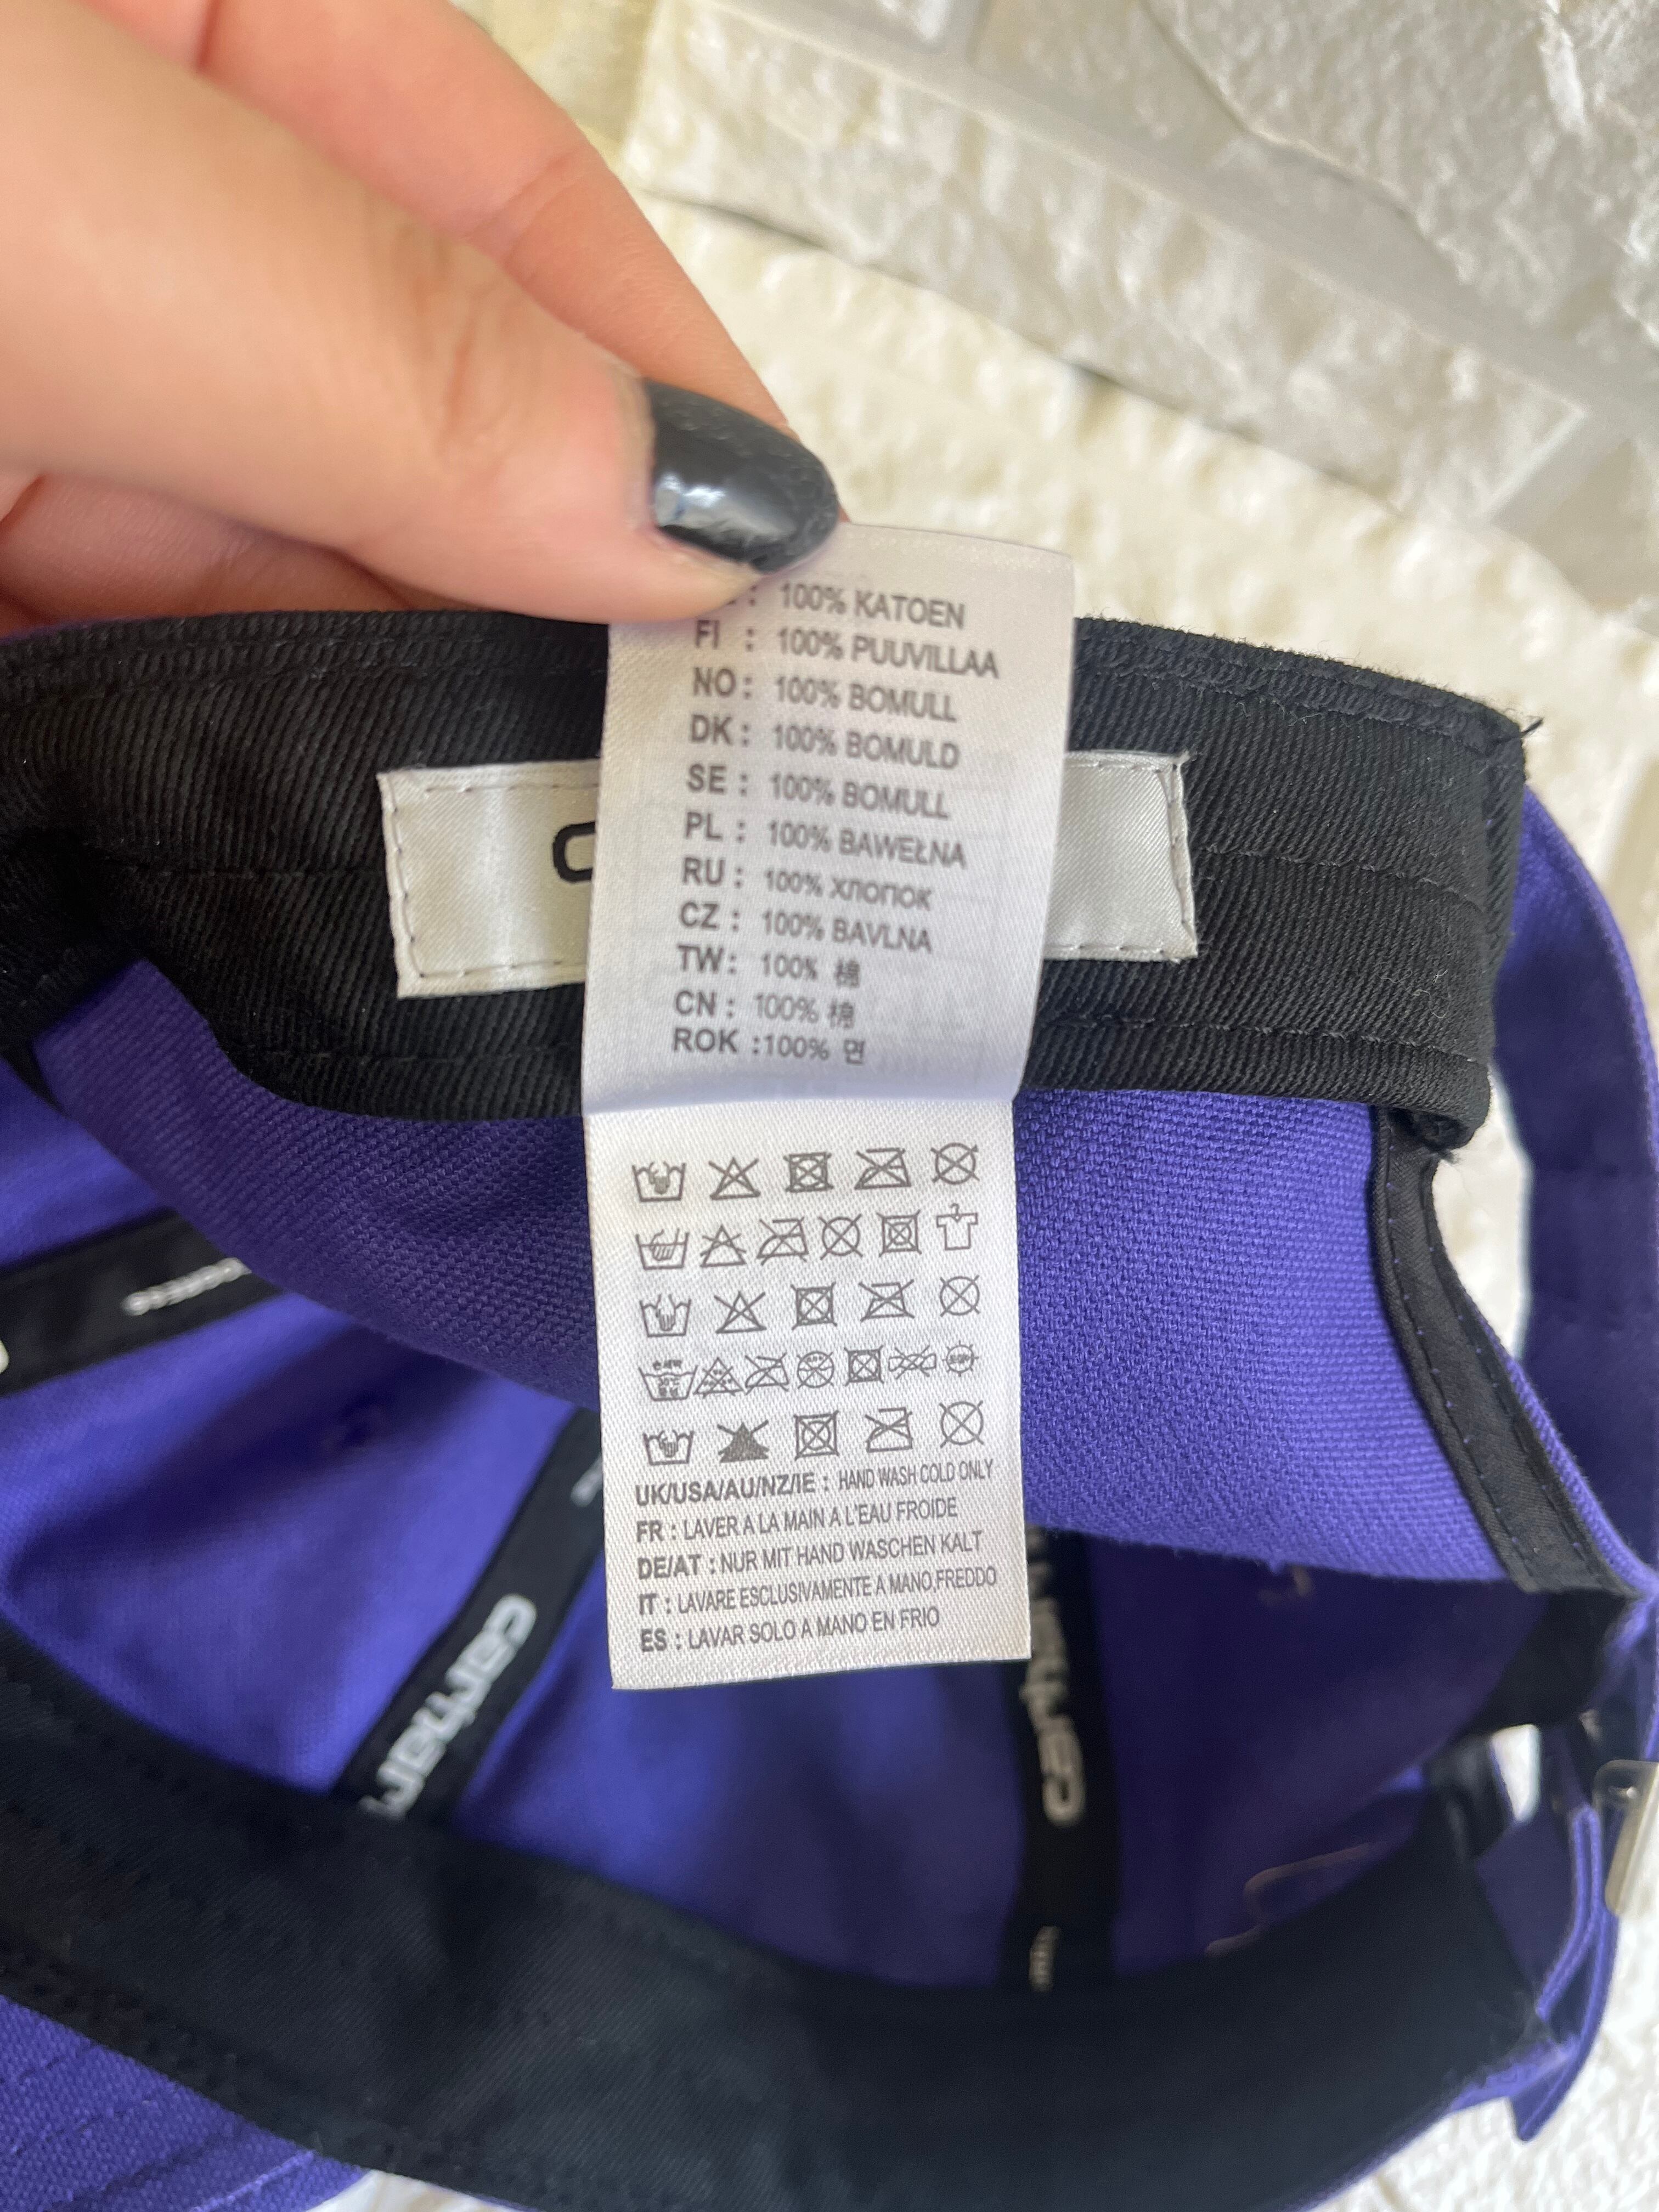 : 100% KATOEN
FI : 100% PUUVILLAA
NO : 100% BOMULL
DK : 100% BOMULD
SE : 100% BOMULL
PL : 100% BAWEŁNA
RU : 100% хлопок
CZ : 100% BAVLNA
TW : 100% 棉
CN : 100% 棉
ROK :100% 면
UK/USA/AU/NZ/IE : HAND WASH COLD ONLY
FR : LAVER A LA MAIN A L'EAU FROIDE
DE/AT : NUR MIT HAND WASCHEN KALT
IT : LAVARE ESCLUSIVAMENTE A MANO,FREDDO
ES : LAVAR SOLO A MANO EN FRIO
carhar